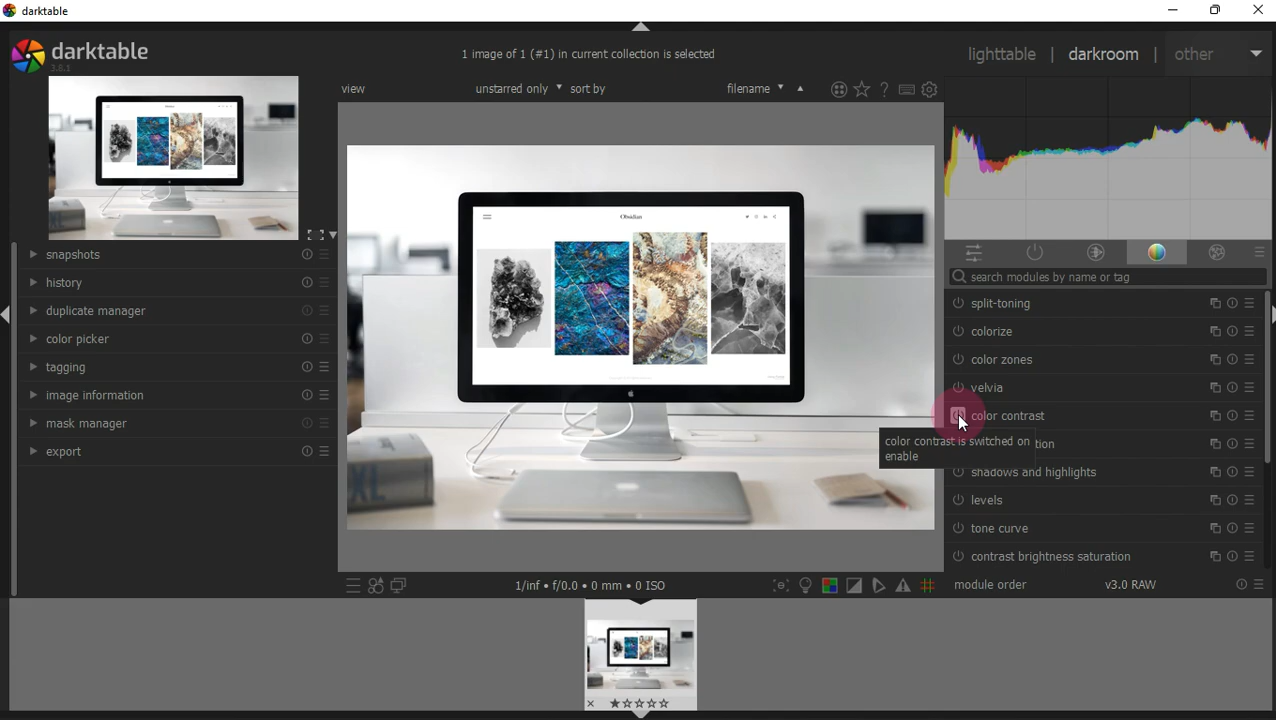 darktable
darktable
3.8.1
1 image of 1 (#1) in current collection is selected
lighttable | darkroom | other
view unstarred only sort by filename
snapshots
history
duplicate manager
color picker
tagging
image information
mask manager
export
Obsidian
XL
search modules by name or tag
split-toning
colorize
color zones
velvia
color contrast
color contrast is switched on
enable
tion
shadows and highlights
levels
tone curve
contrast brightness saturation
1/inf • f/0.0 • 0 mm • 0 ISO
module order v3.0 RAW